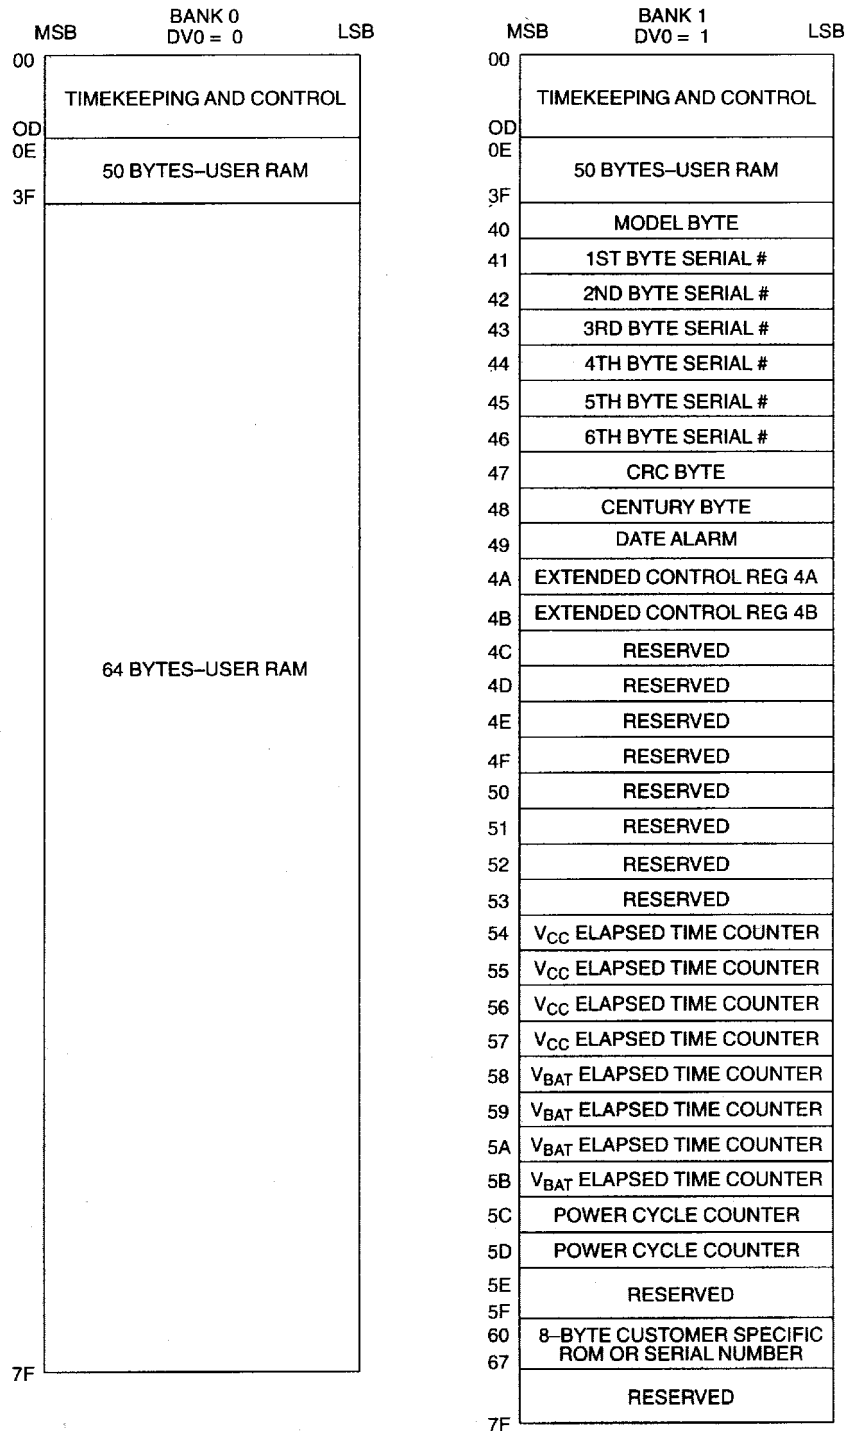 BANK 0
MSB DV0 = 0 LSB
00
TIMEKEEPING AND CONTROL
OD
0E
50 BYTES–USER RAM
3F
64 BYTES–USER RAM
7F
BANK 1
MSB DV0 = 1 LSB
00
TIMEKEEPING AND CONTROL
OD
0E
50 BYTES–USER RAM
3F
40 MODEL BYTE
41 1ST BYTE SERIAL #
42 2ND BYTE SERIAL #
43 3RD BYTE SERIAL #
44 4TH BYTE SERIAL #
45 5TH BYTE SERIAL #
46 6TH BYTE SERIAL #
47 CRC BYTE
48 CENTURY BYTE
49 DATE ALARM
4A EXTENDED CONTROL REG 4A
4B EXTENDED CONTROL REG 4B
4C RESERVED
4D RESERVED
4E RESERVED
4F RESERVED
50 RESERVED
51 RESERVED
52 RESERVED
53 RESERVED
54 VCC ELAPSED TIME COUNTER
55 VCC ELAPSED TIME COUNTER
56 VCC ELAPSED TIME COUNTER
57 VCC ELAPSED TIME COUNTER
58 VBAT ELAPSED TIME COUNTER
59 VBAT ELAPSED TIME COUNTER
5A VBAT ELAPSED TIME COUNTER
5B VBAT ELAPSED TIME COUNTER
5C POWER CYCLE COUNTER
5D POWER CYCLE COUNTER
5E
RESERVED
5F
60 8–BYTE CUSTOMER SPECIFIC
67 ROM OR SERIAL NUMBER
RESERVED
7F